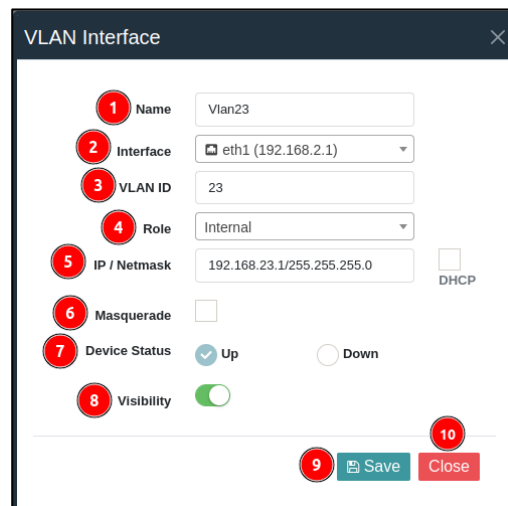 VLAN Interface
1 Name Vlan23
2 Interface eth1 (192.168.2.1)
3 VLAN ID 23
4 Role Internal
5 IP / Netmask 192.168.23.1/255.255.255.0 DHCP
6 Masquerade
7 Device Status Up Down
8 Visibility
10
9 Save Close